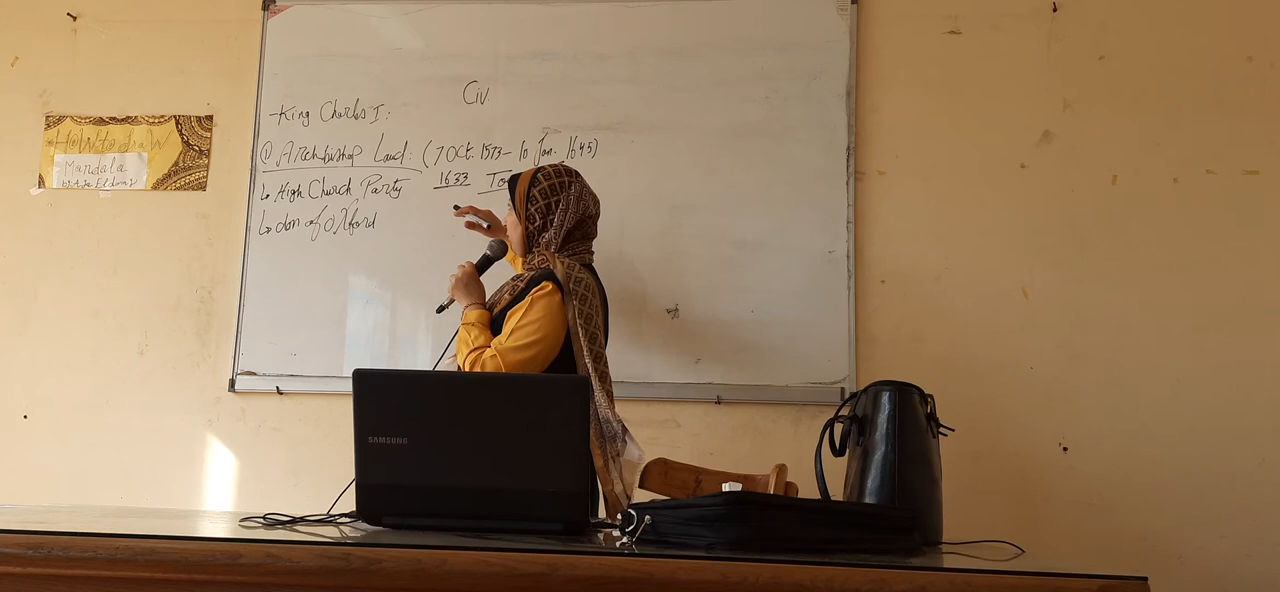 Civ.
-King Charles I:
① Archbishop Laud: (7 Oct. 1573- 10 Jan. 1645)
↳ High Church Party 1633
↳ don of Oxford
HOW to draW
Mandala
SAMSUNG